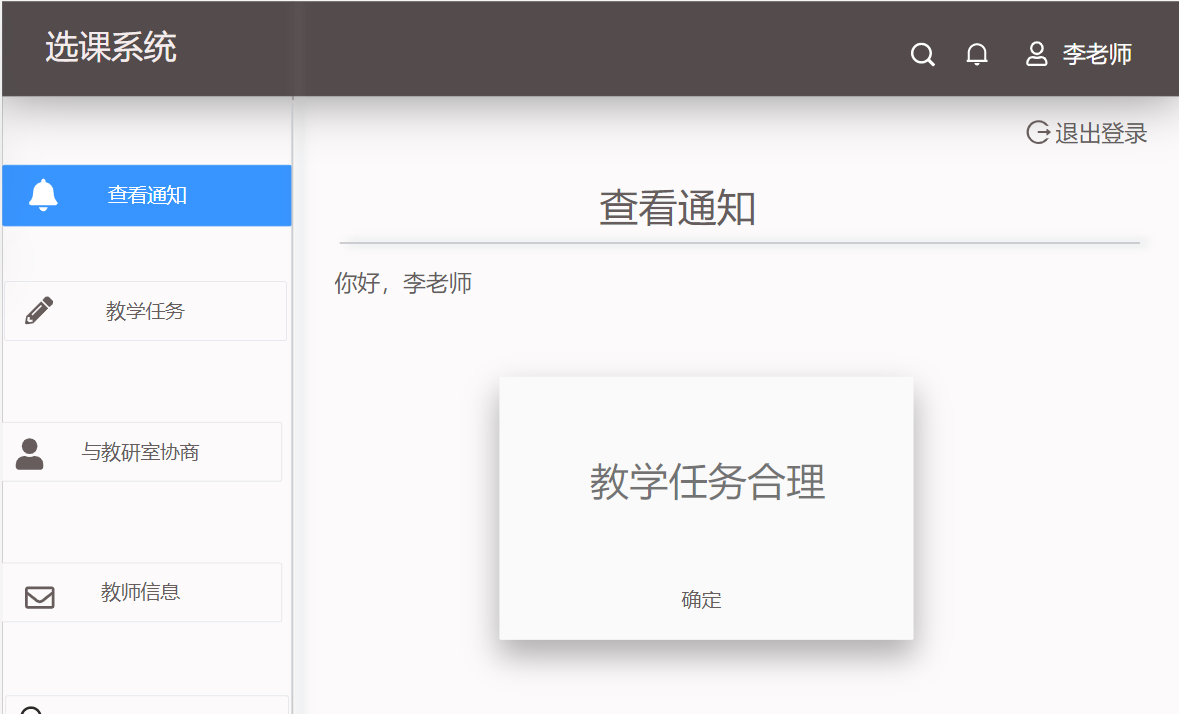 选课系统
李老师
退出登录
查看通知
查看通知
你好，李老师
教学任务
与教研室协商
教师信息
教学任务合理
确定